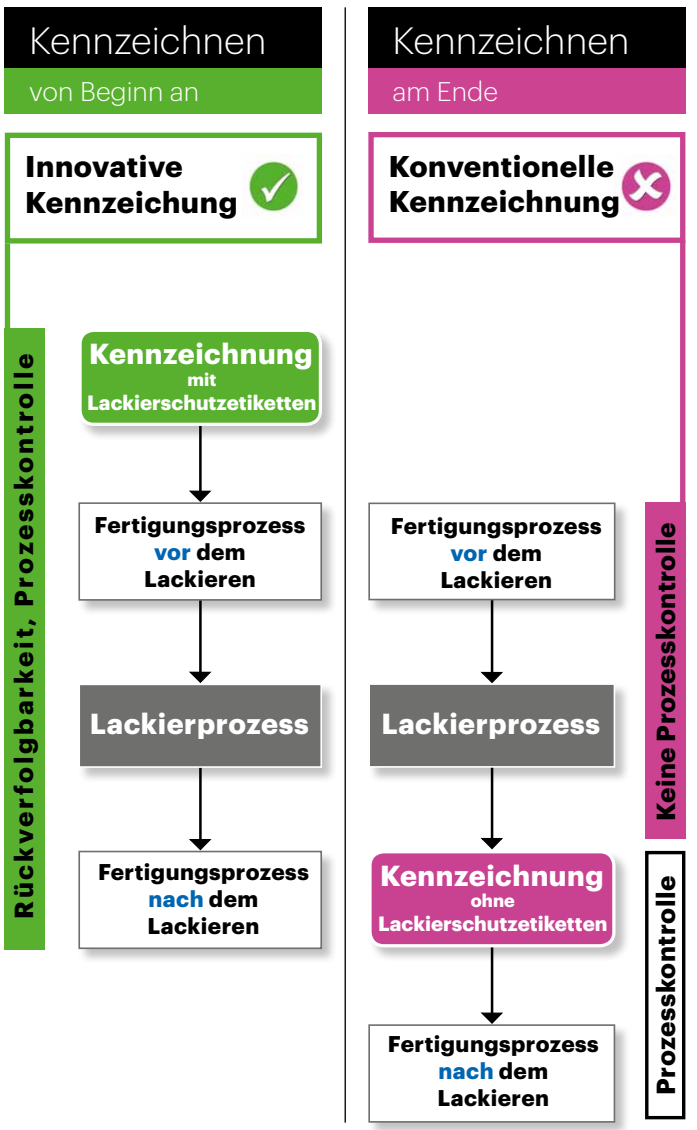 Kennzeichnen
von Beginn an
Innovative
Kennzeichung
Rückverfolgbarkeit, Prozesskontrolle
Kennzeichnung
mit
Lackierschutzetiketten
Fertigungsprozess
vor dem
Lackieren
Lackierprozess
Fertigungsprozess
nach dem
Lackieren
Kennzeichnen
am Ende
Konventionelle
Kennzeichnung
Fertigungsprozess
vor dem
Lackieren
Lackierprozess
Kennzeichnung
ohne
Lackierschutzetiketten
Fertigungsprozess
nach dem
Lackieren
Keine Prozesskontrolle
Prozesskontrolle